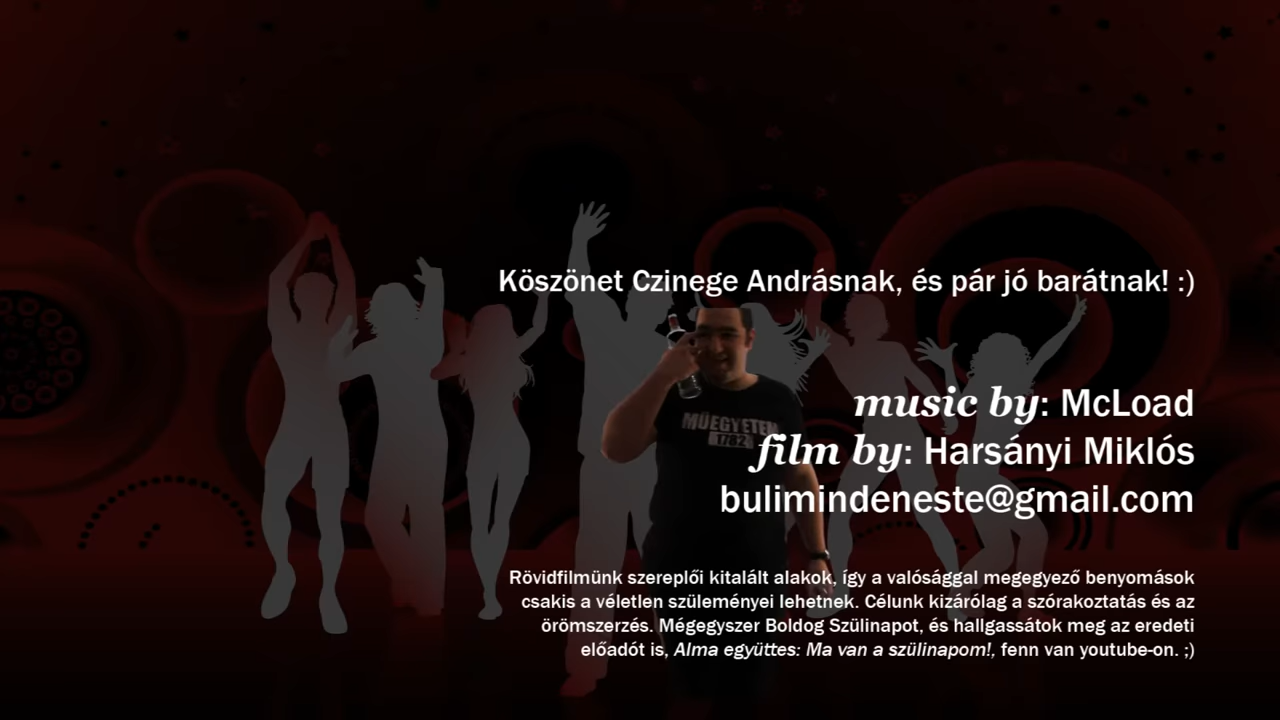 Köszönet Czinege Andrásnak, és pár jó barátnak! :)
MŰEGYETEM
1782
music by: McLoad
film by: Harsányi Miklós
bulimindeneste@gmail.com
Rövidfilmünk szereplői kitalált alakok, így a valósággal megegyező benyomások
csakis a véletlen szüleményei lehetnek. Célunk kizárólag a szórakoztatás és az
örömszerzés. Mégegyszer Boldog Szülinapot, és hallgassátok meg az eredeti
előadót is, Alma együttes: Ma van a szülinapom!, fenn van youtube-on. ;)